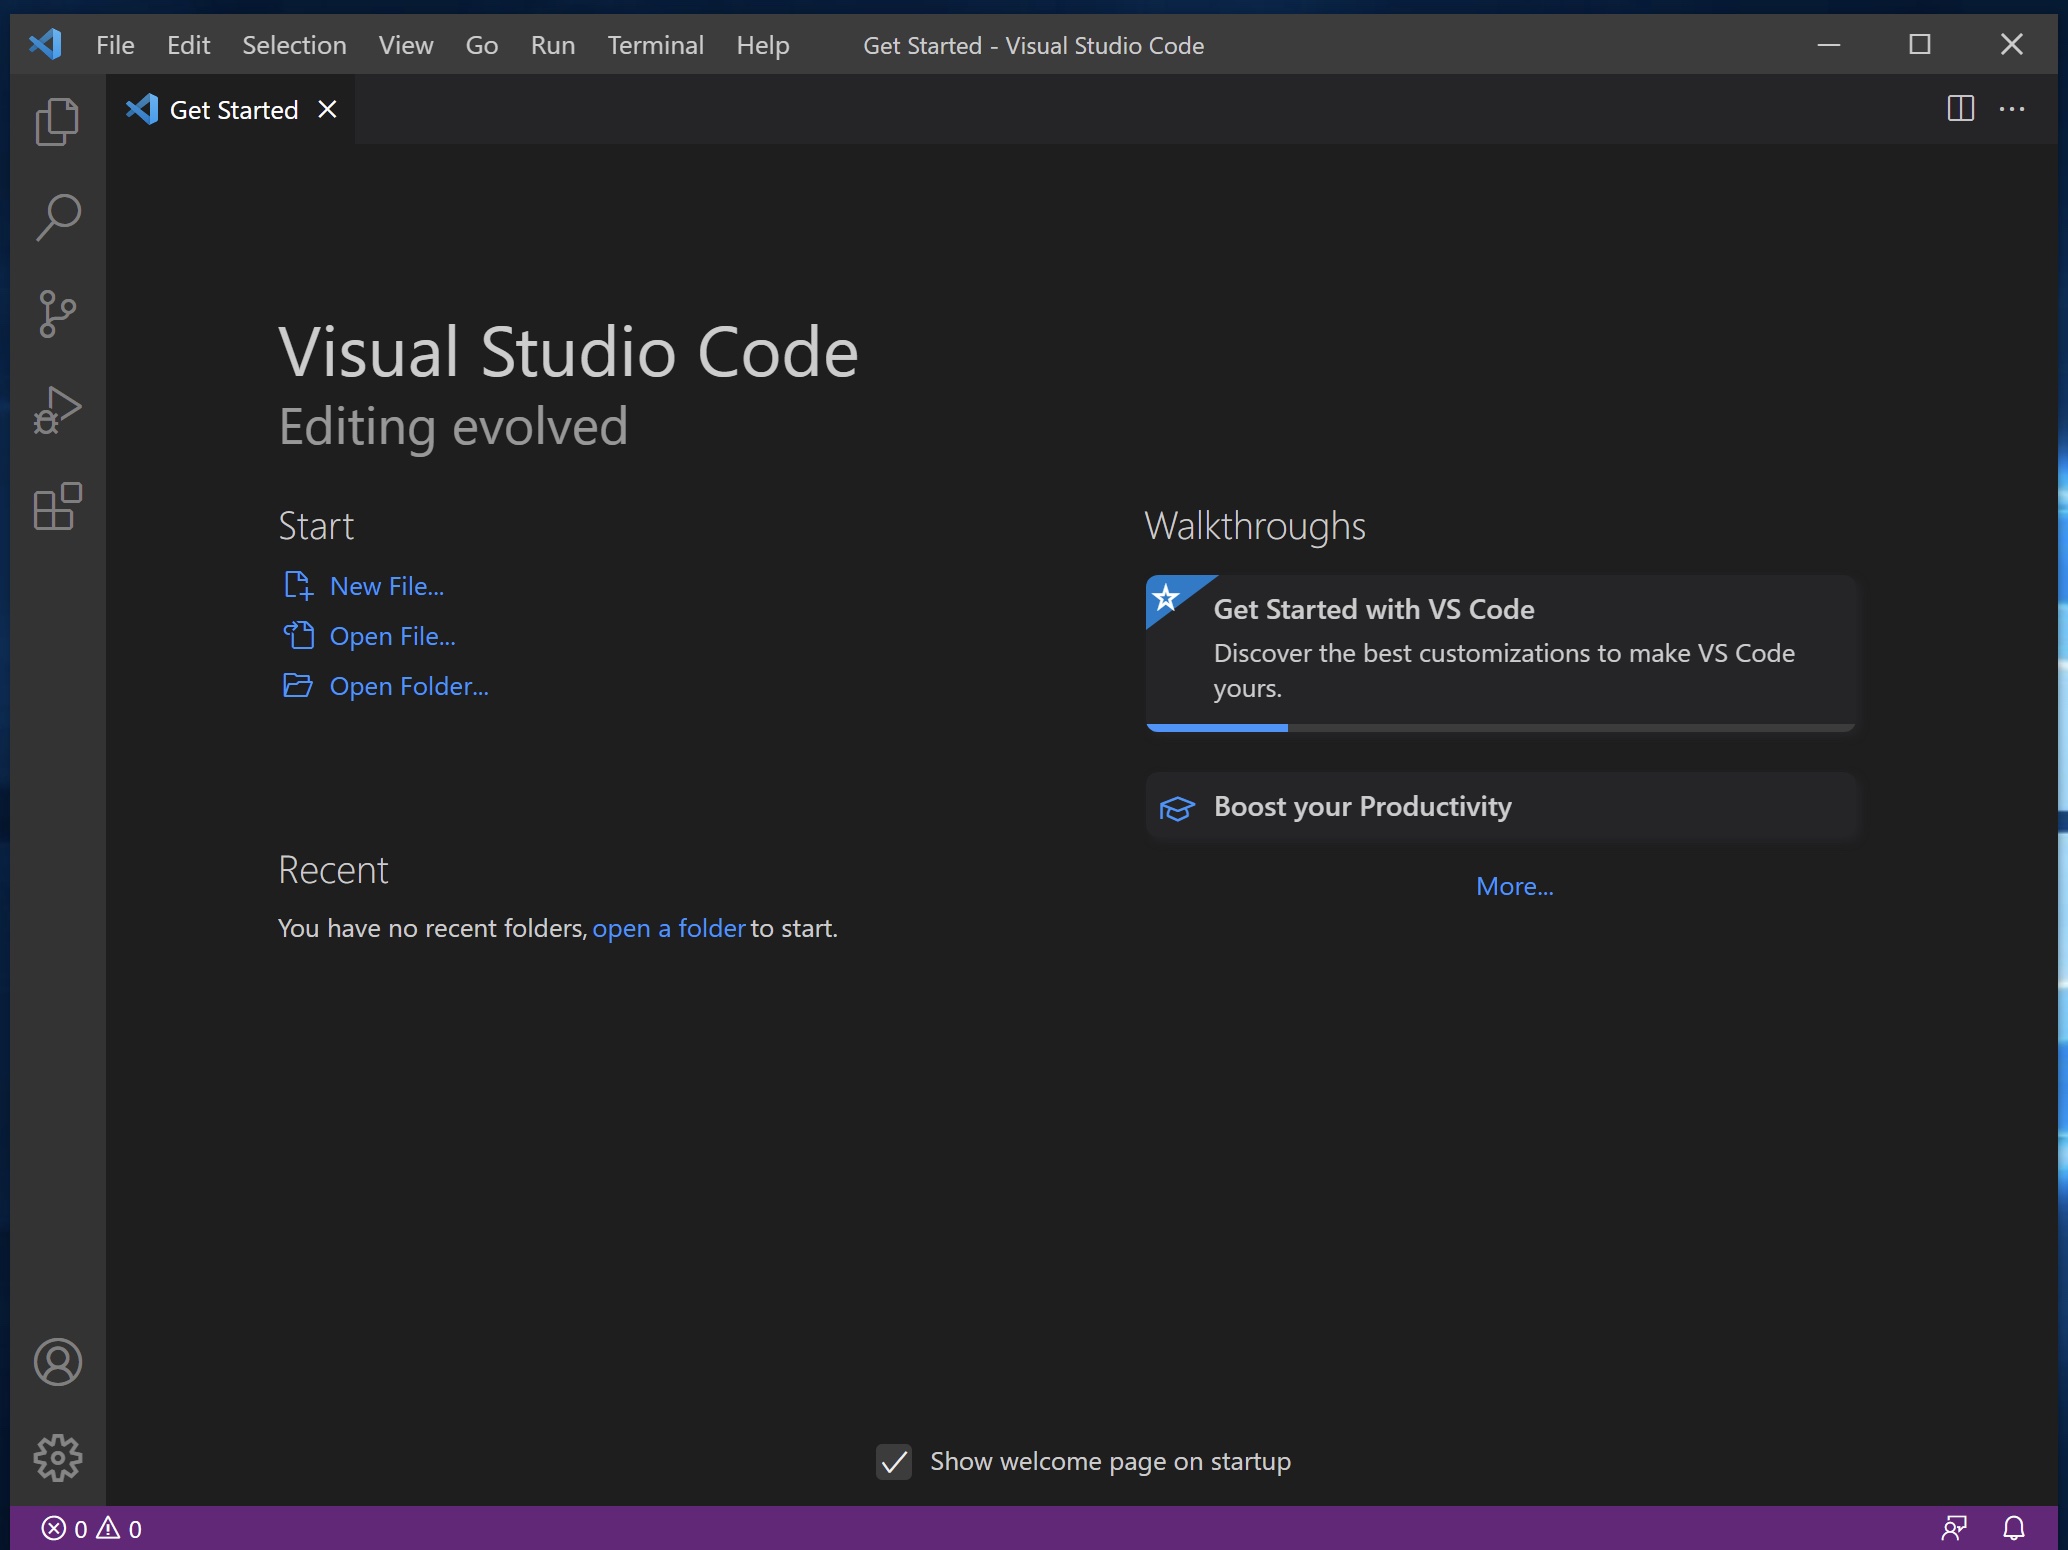 File Edit Selection View Go Run Terminal Help Get Started - Visual Studio Code
Get Started
Visual Studio Code
Editing evolved
Start
New File...
Open File...
Open Folder...
Recent
You have no recent folders, open a folder to start.
Walkthroughs
Get Started with VS Code
Discover the best customizations to make VS Code
yours.
Boost your Productivity
More...
Show welcome page on startup
0 0